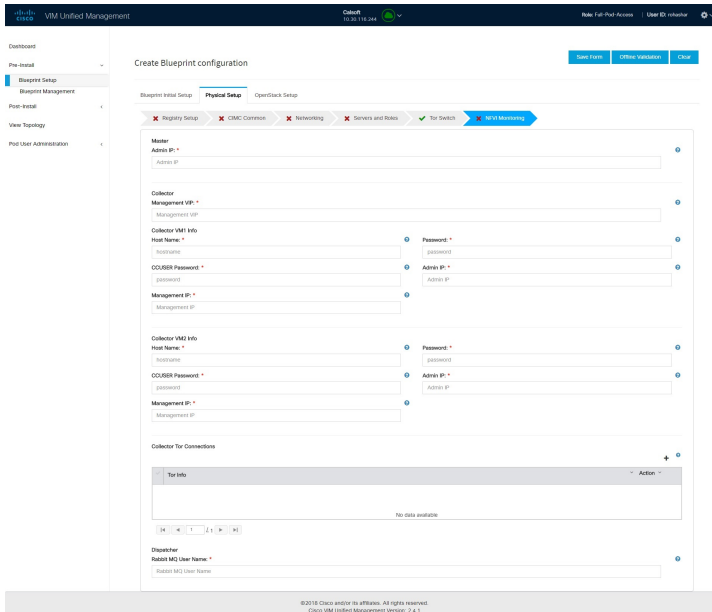 cisco
VIM Unified Management
Calsoft
10.30.118.244
Role: Full-Pod-Access
User ID: rohashar
Dashboard
Pre-Install
Blueprint Setup
Blueprint Management
Post-Install
View Topology
Pod User Administration
Create Blueprint configuration
Save Form
Offline Validation
Clear
Blueprint Initial Setup
Physical Setup
OpenStack Setup
Registry Setup
CIMC Common
Networking
Servers and Roles
Tor Switch
NFVI Monitoring
Master
Admin IP: *
Admin IP
Collector
Management VIP: *
Management VIP
Collector VM1 Info
Host Name: *
Password: *
hostname
password
CCUSER Password: *
Admin IP: *
password
Admin IP
Management IP: *
Management IP
Collector VM2 Info
Host Name: *
Password: *
hostname
password
CCUSER Password: *
Admin IP: *
password
Admin IP
Management IP: *
Management IP
Collector Tor Connections
+
Tor Info
Action
No data available.
1 / 1
Dispatcher
Rabbit MQ User Name: *
Rabbit MQ User Name
©2018 Cisco and/or its affiliates. All rights reserved.
Cisco VIM Unified Management Version: 2.4.1